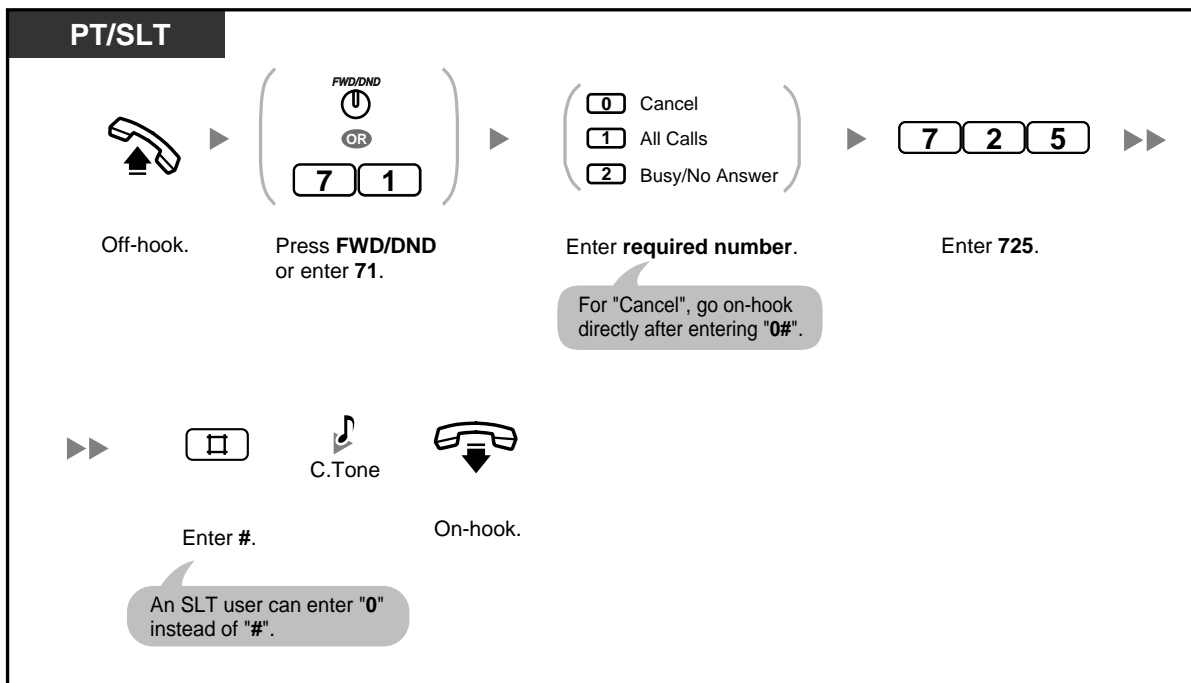 PT/SLT
FWD/DND
OR
7 1
0 Cancel
1 All Calls
2 Busy/No Answer
7 2 5
Off-hook.
Press FWD/DND
or enter 71.
Enter required number.
For "Cancel", go on-hook
directly after entering "0#".
Enter 725.
#
C.Tone
Enter #.
An SLT user can enter "0"
instead of "#".
On-hook.